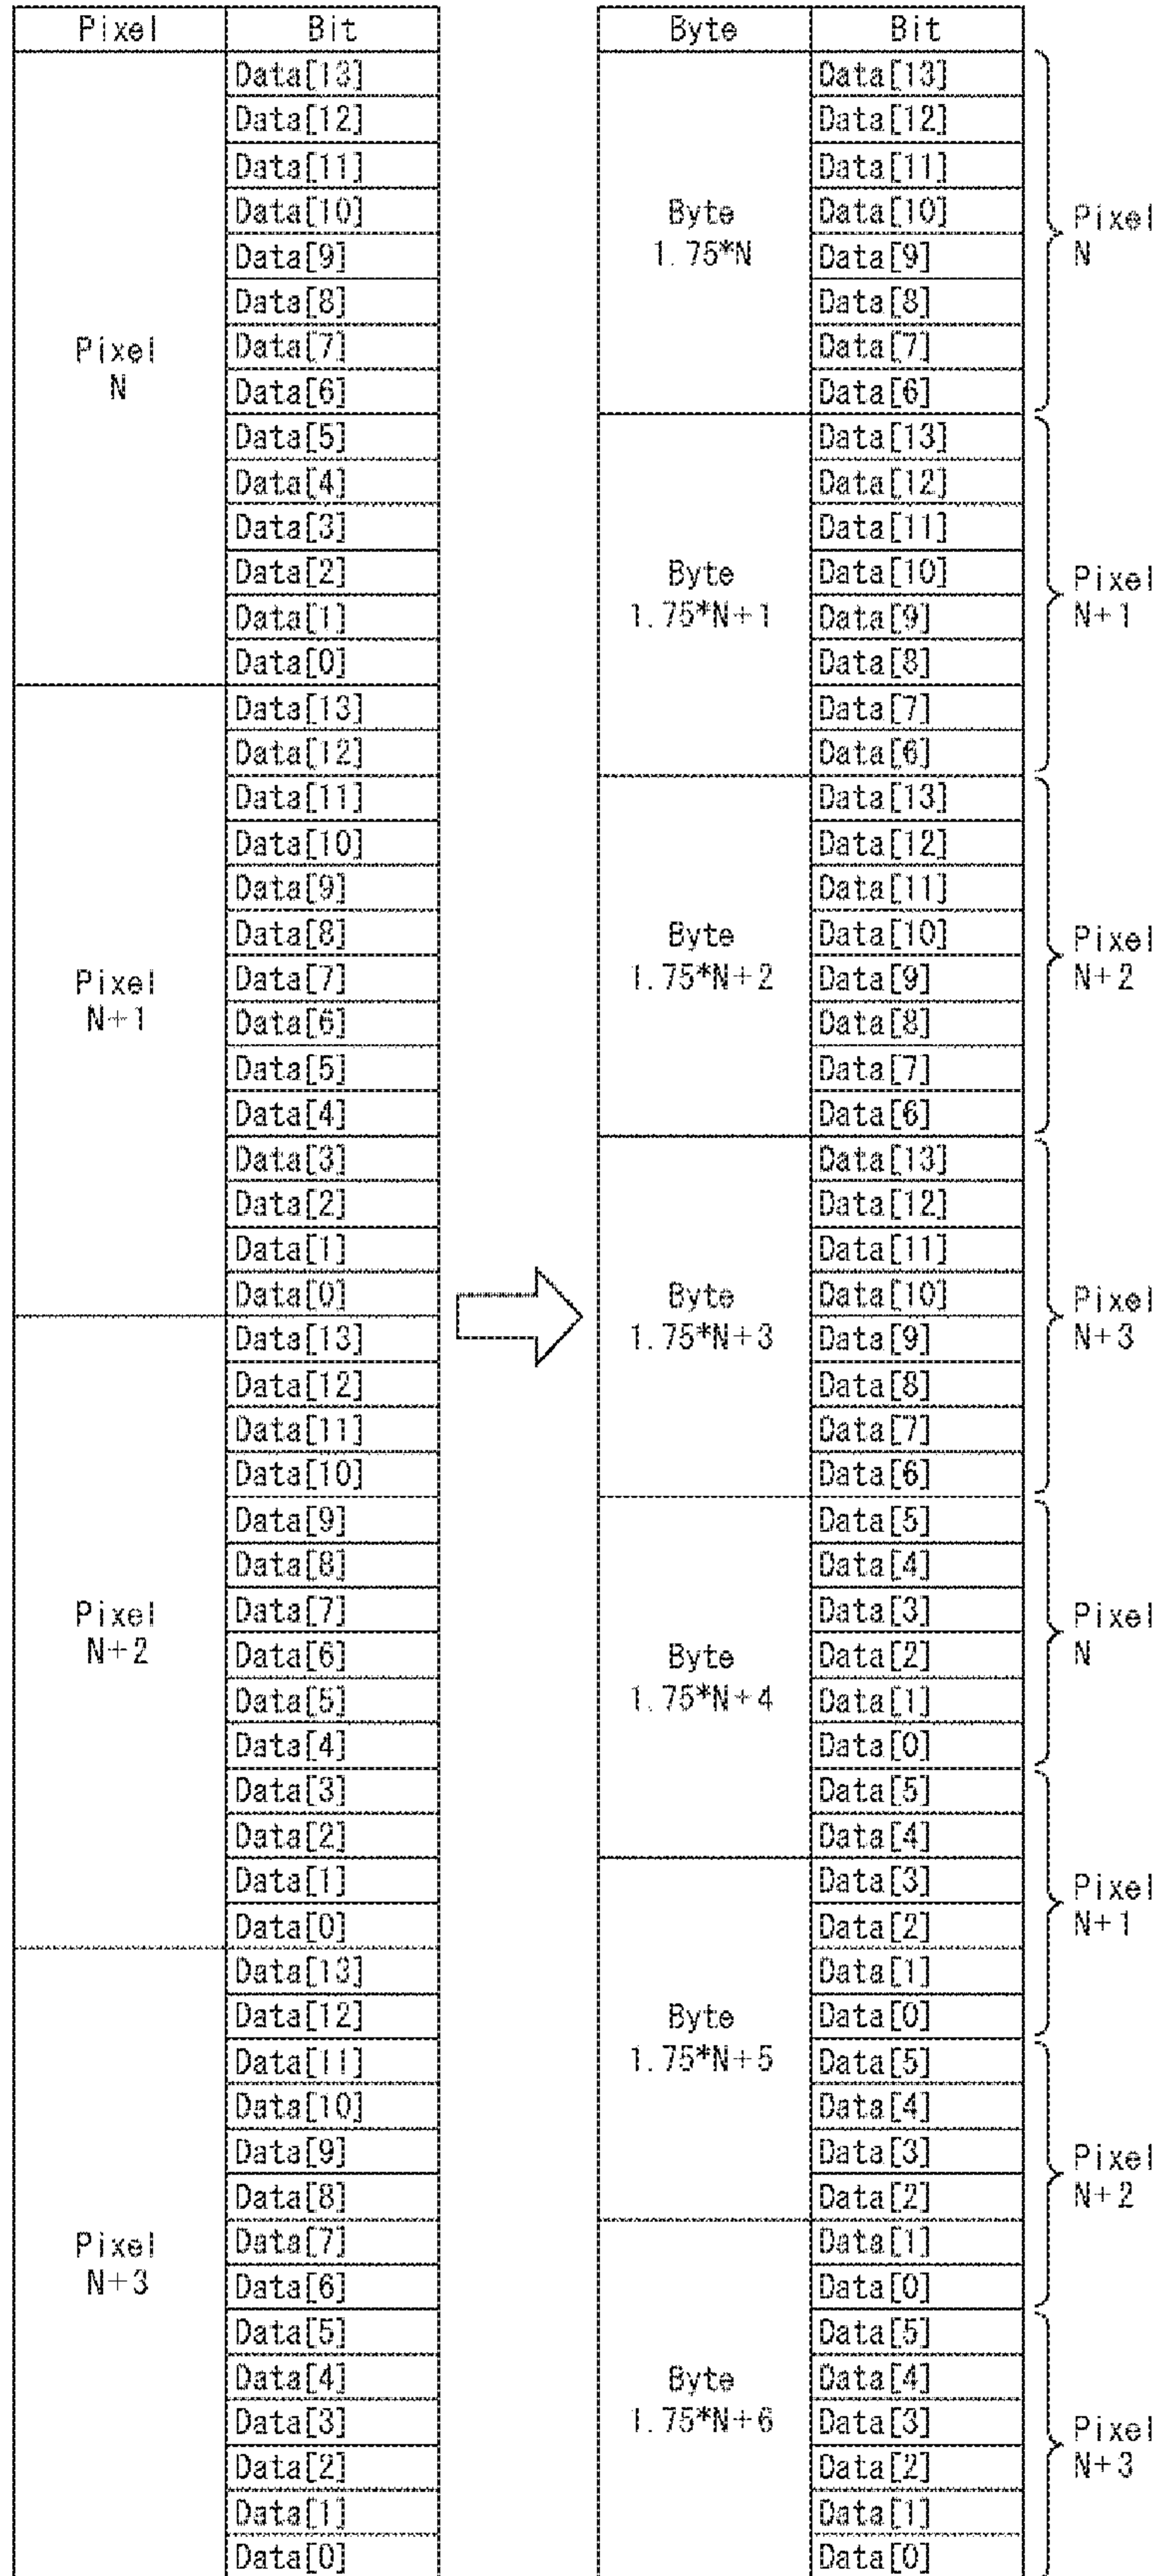 Pixel Bit
Data[13]
Data[12]
Data[11]
Data[10]
Data[9]
Data[8]
Pixel Data[7]
N Data[6]
Data[5]
Data[4]
Data[3]
Data[2]
Data[1]
Data[0]
Data[13]
Data[12]
Data[11]
Data[10]
Data[9]
Data[8]
Pixel Data[7]
N+1 Data[6]
Data[5]
Data[4]
Data[3]
Data[2]
Data[1]
Data[0]
Data[13]
Data[12]
Data[11]
Data[10]
Data[9]
Data[8]
Pixel Data[7]
N+2 Data[6]
Data[5]
Data[4]
Data[3]
Data[2]
Data[1]
Data[0]
Data[13]
Data[12]
Data[11]
Data[10]
Data[9]
Data[8]
Pixel Data[7]
N+3 Data[6]
Data[5]
Data[4]
Data[3]
Data[2]
Data[1]
Data[0]
Byte Bit
Data[13]
Data[12]
Data[11]
Byte Data[10] Pixel
1.75*N Data[9] N
Data[8]
Data[7]
Data[6]
Data[13]
Data[12]
Data[11]
Byte Data[10] Pixel
1.75*N+1 Data[9] N+1
Data[8]
Data[7]
Data[6]
Data[13]
Data[12]
Data[11]
Byte Data[10] Pixel
1.75*N+2 Data[9] N+2
Data[8]
Data[7]
Data[6]
Data[13]
Data[12]
Data[11]
Byte Data[10] Pixel
1.75*N+3 Data[9] N+3
Data[8]
Data[7]
Data[6]
Data[5]
Data[4]
Data[3] Pixel
Byte Data[2] N
1.75*N+4 Data[1]
Data[0]
Data[5]
Data[4]
Data[3] Pixel
Data[2] N+1
Data[1]
Byte Data[0]
1.75*N+5 Data[5]
Data[4]
Data[3] Pixel
Data[2] N+2
Data[1]
Data[0]
Data[5]
Byte Data[4]
1.75*N+6 Data[3] Pixel
Data[2] N+3
Data[1]
Data[0]